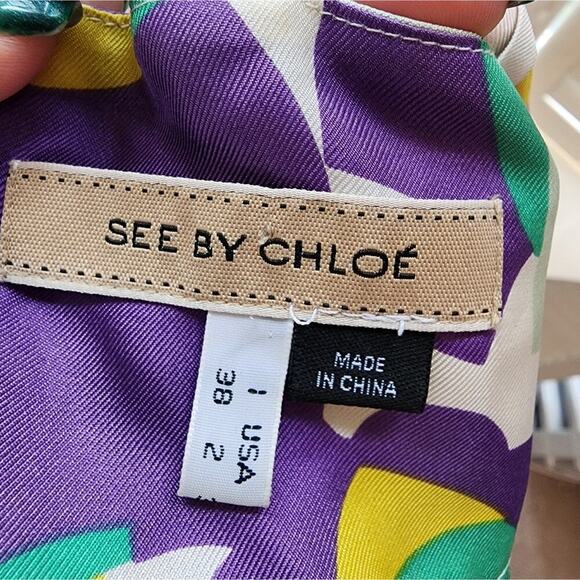 SEE BY CHLOÉ
MADE
IN CHINA
I USA
38 2